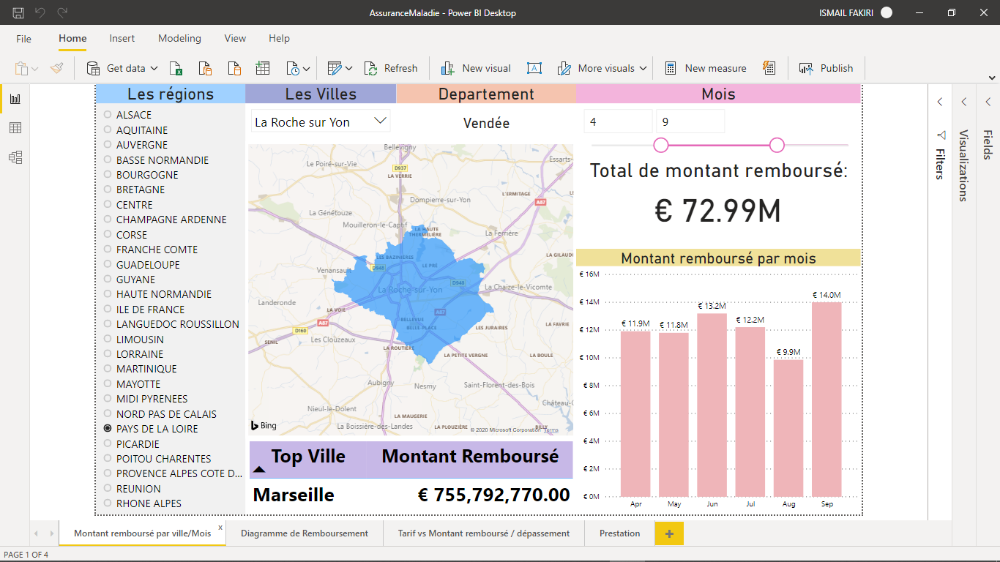 AssuranceMaladie - Power BI Desktop
ISMAIL FAKIRI
File
Home
Insert
Modeling
View
Help
Get data
Refresh
New visual
A
More visuals
New measure
Publish
Les régions
Les Villes
Departement
Mois
ALSACE
AQUITAINE
AUVERGNE
BASSE NORMANDIE
BOURGOGNE
BRETAGNE
CENTRE
CHAMPAGNE ARDENNE
CORSE
FRANCHE COMTE
GUADELOUPE
GUYANE
HAUTE NORMANDIE
ILE DE FRANCE
LANGUEDOC ROUSSILLON
LIMOUSIN
LORRAINE
MARTINIQUE
MAYOTTE
MIDI PYRENEES
NORD PAS DE CALAIS
PAYS DE LA LOIRE
PICARDIE
POITOU CHARENTES
PROVENCE ALPES COTE D...
REUNION
RHONE ALPES
La Roche sur Yon
Vendée
4
9
Bellevigny
Le Poiré-sur-Vie
D937
LA VERRIE
Essarts-
L'ERMITAGE
Dompierre-sur-Yon
A87
La Génétouze
Mouilleron-le-Captif
LA HAUTE
THERMELIÈRE
La Ferrière
LES BAZINIÈRES
LE PRÉ
LA GILAUD
Venansault
D948
D948
La Roche-sur-Yon
La Chaize-le-Vicomte
Landeronde
LA VOIE
A87
A87
BELLEVUE
BELLE-PLACE
LES JURAIRES
LA FAVRIE
D160
SENIL
Les Clouzeaux
LA ROUTIÈRE
LA PETITE VERGNE
LA BOULE
Aubigny
Nesmy
Saint-Florent-des-Bois
Château-G
Nieul-le-Dolent
LA MAUGERIE
La Boissière-des-Landes
LA PLOUZIÈRE
BILLY
Bing
© 2020 Microsoft Corporation Terms
Top Ville
Montant Remboursé
Marseille
€ 755,792,770.00
Total de montant remboursé:
€ 72.99M
Montant remboursé par mois
€ 16M
€ 14M
€ 12M
€ 10M
€ 8M
€ 6M
€ 4M
€ 2M
€ 0M
€ 11.9M
€ 11.8M
€ 13.2M
€ 12.2M
€ 9.9M
€ 14.0M
Apr
May
Jun
Jul
Aug
Sep
Filters
Visualizations
Fields
Montant remboursé par ville/Mois
x
Diagramme de Remboursement
Tarif vs Montant remboursé / dépassement
Prestation
+
PAGE 1 OF 4